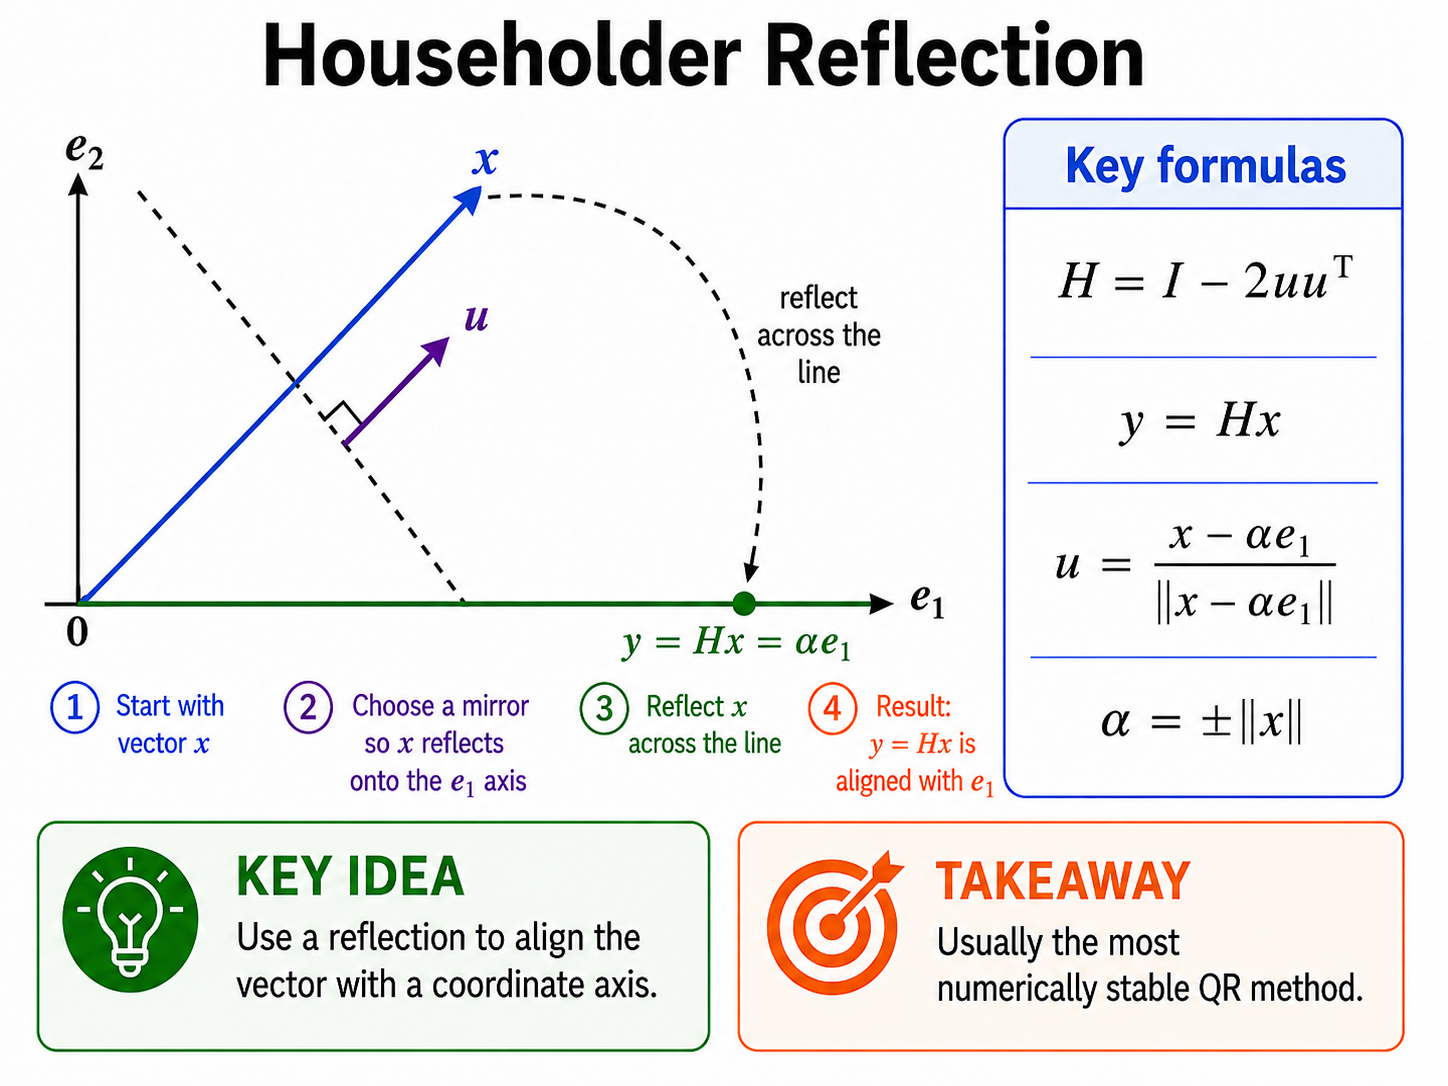 Householder Reflection
e₂
x
u
reflect
across the
line
0
e₁
y = Hx = αe₁
1 Start with
vector x
2 Choose a mirror
so x reflects
onto the e₁ axis
3 Reflect x
across the line
4 Result:
y = Hx is
aligned with e₁
Key formulas
H = I − 2uuᵀ
y = Hx
u = (x − αe₁) / ‖x − αe₁‖
α = ±‖x‖
KEY IDEA
Use a reflection to align the
vector with a coordinate axis.
TAKEAWAY
Usually the most
numerically stable QR method.